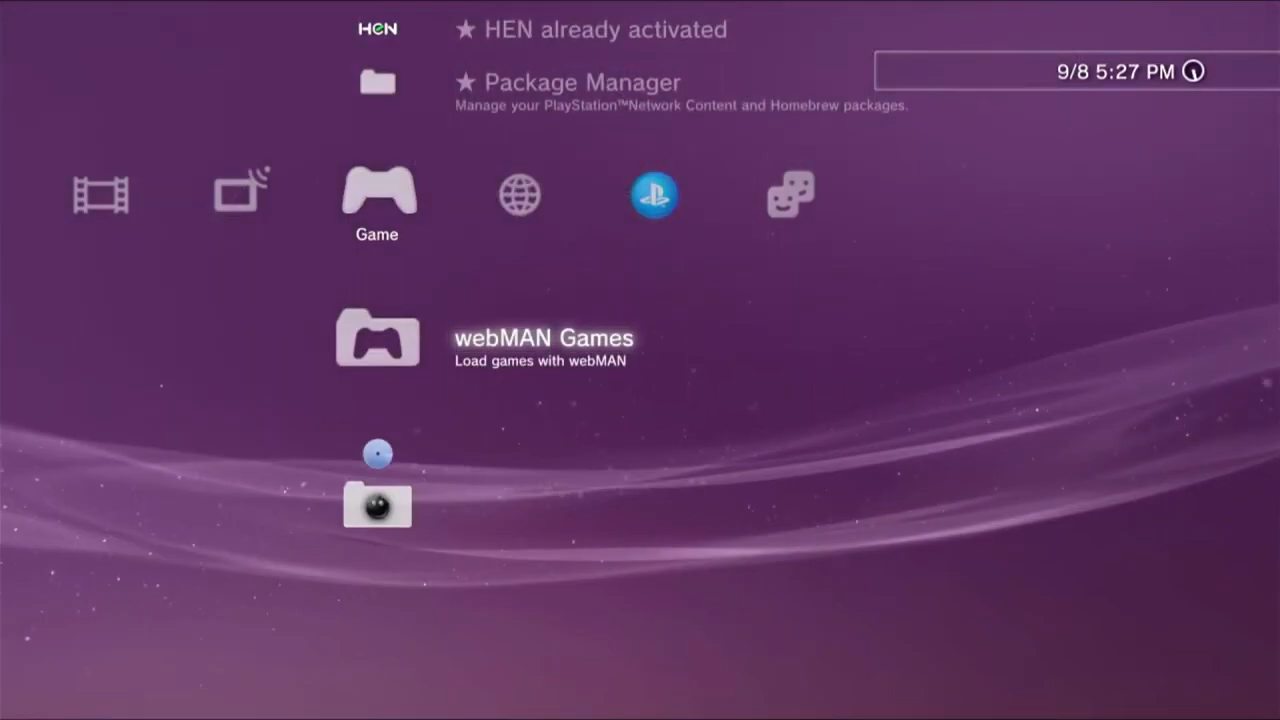 HEN
★ HEN already activated
★ Package Manager
Manage your PlayStation™Network Content and Homebrew packages.
9/8 5:27 PM
Game
webMAN Games
Load games with webMAN